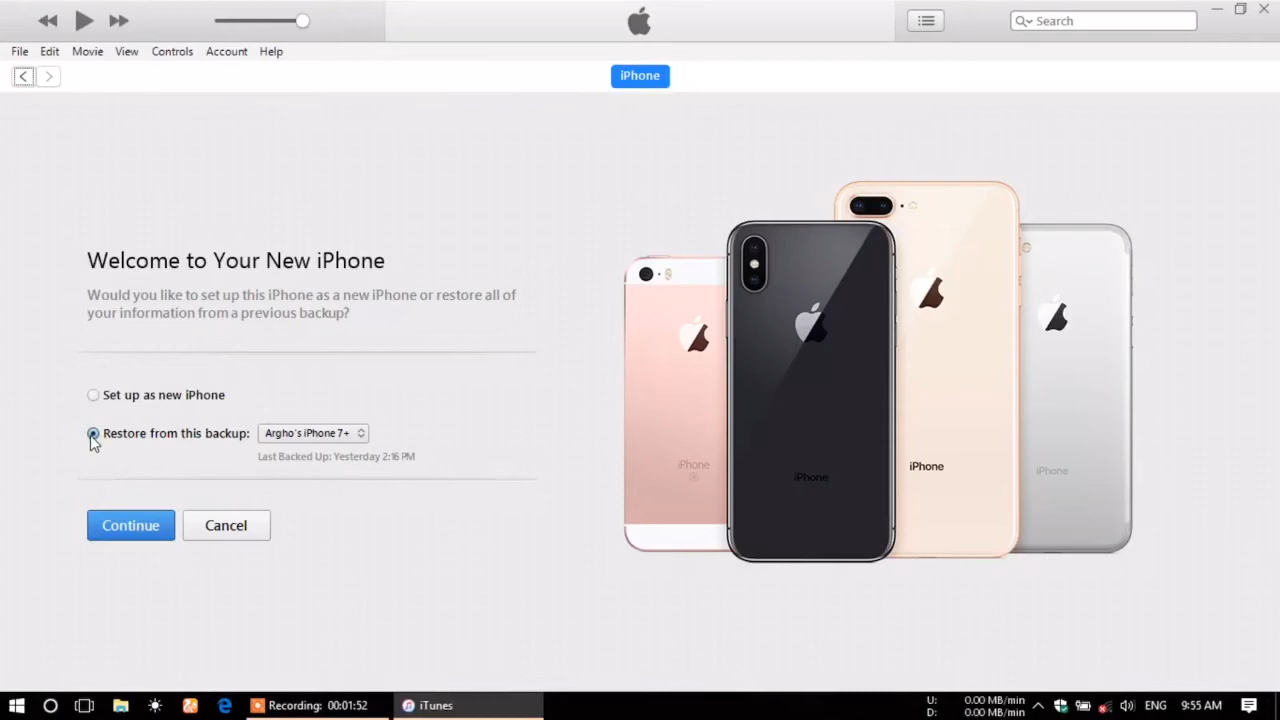 Search
File Edit Movie View Controls Account Help
iPhone
Welcome to Your New iPhone
Would you like to set up this iPhone as a new iPhone or restore all of
your information from a previous backup?
Set up as new iPhone
Restore from this backup: Argho's iPhone 7+
Last Backed Up: Yesterday 2:16 PM
Continue Cancel
iPhone
iPhone
iPhone
iPhone
Recording: 00:01:52
iTunes
U: 0.00 MB/min
D: 0.00 MB/min
ENG
9:55 AM